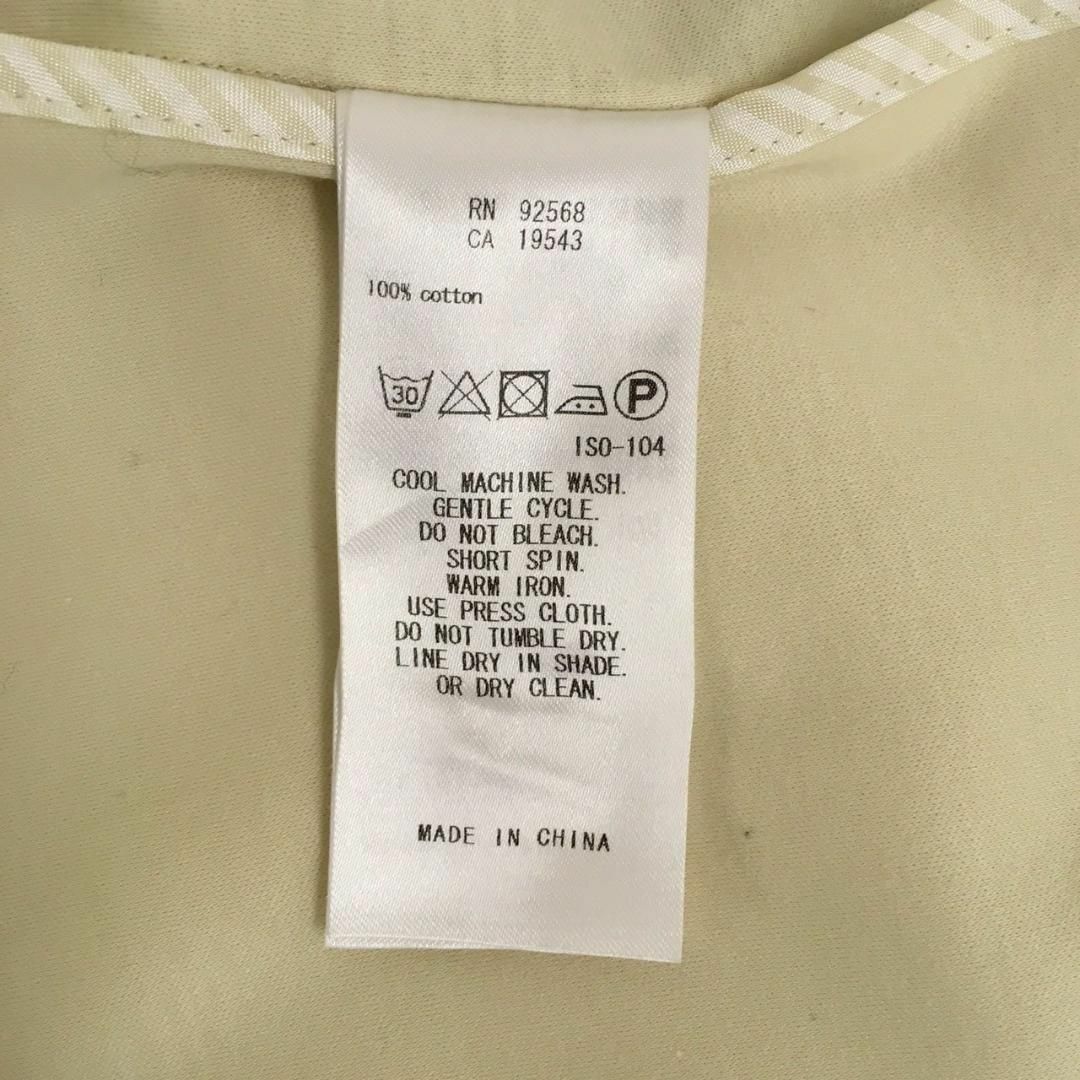 RN 92568
CA 19543
100% cotton
30 P
ISO-104
COOL MACHINE WASH.
GENTLE CYCLE.
DO NOT BLEACH.
SHORT SPIN.
WARM IRON.
USE PRESS CLOTH.
DO NOT TUMBLE DRY.
LINE DRY IN SHADE.
OR DRY CLEAN.
MADE IN CHINA